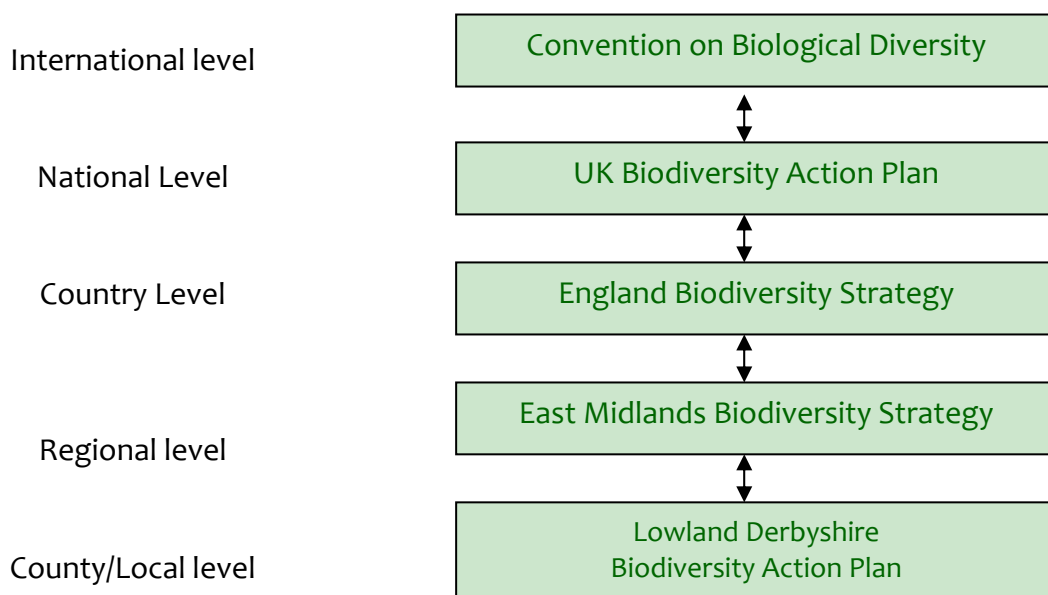 International level
Convention on Biological Diversity
National Level
UK Biodiversity Action Plan
Country Level
England Biodiversity Strategy
Regional level
East Midlands Biodiversity Strategy
County/Local level
Lowland Derbyshire
Biodiversity Action Plan